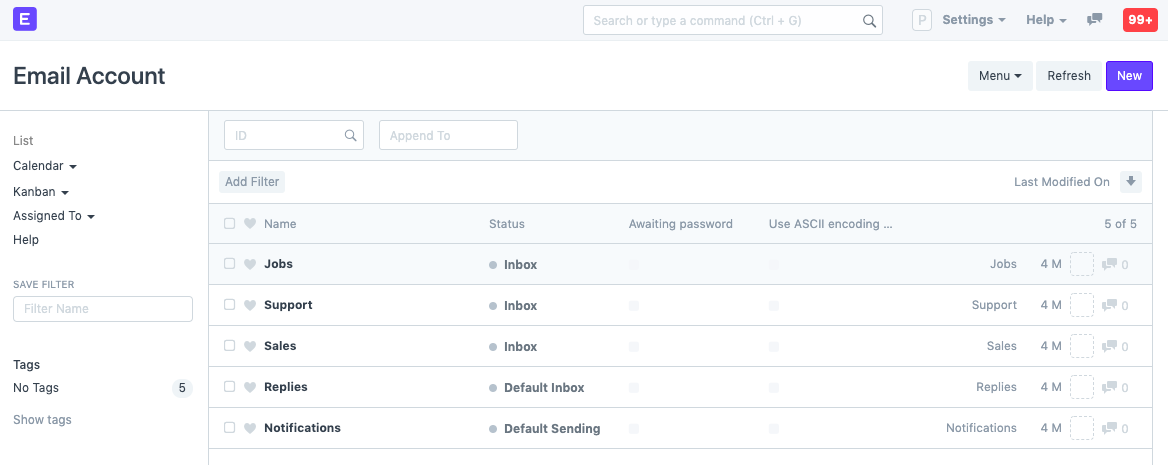 E
Search or type a command (Ctrl + G)
P
Settings
Help
99+
Email Account
Menu
Refresh
New
List
Calendar
Kanban
Assigned To
Help
SAVE FILTER
Filter Name
Tags
No Tags 5
Show tags
ID
Append To
Add Filter
Last Modified On
Name Status Awaiting password Use ASCII encoding ... 5 of 5
Jobs Inbox Jobs 4 M 0
Support Inbox Support 4 M 0
Sales Inbox Sales 4 M 0
Replies Default Inbox Replies 4 M 0
Notifications Default Sending Notifications 4 M 0